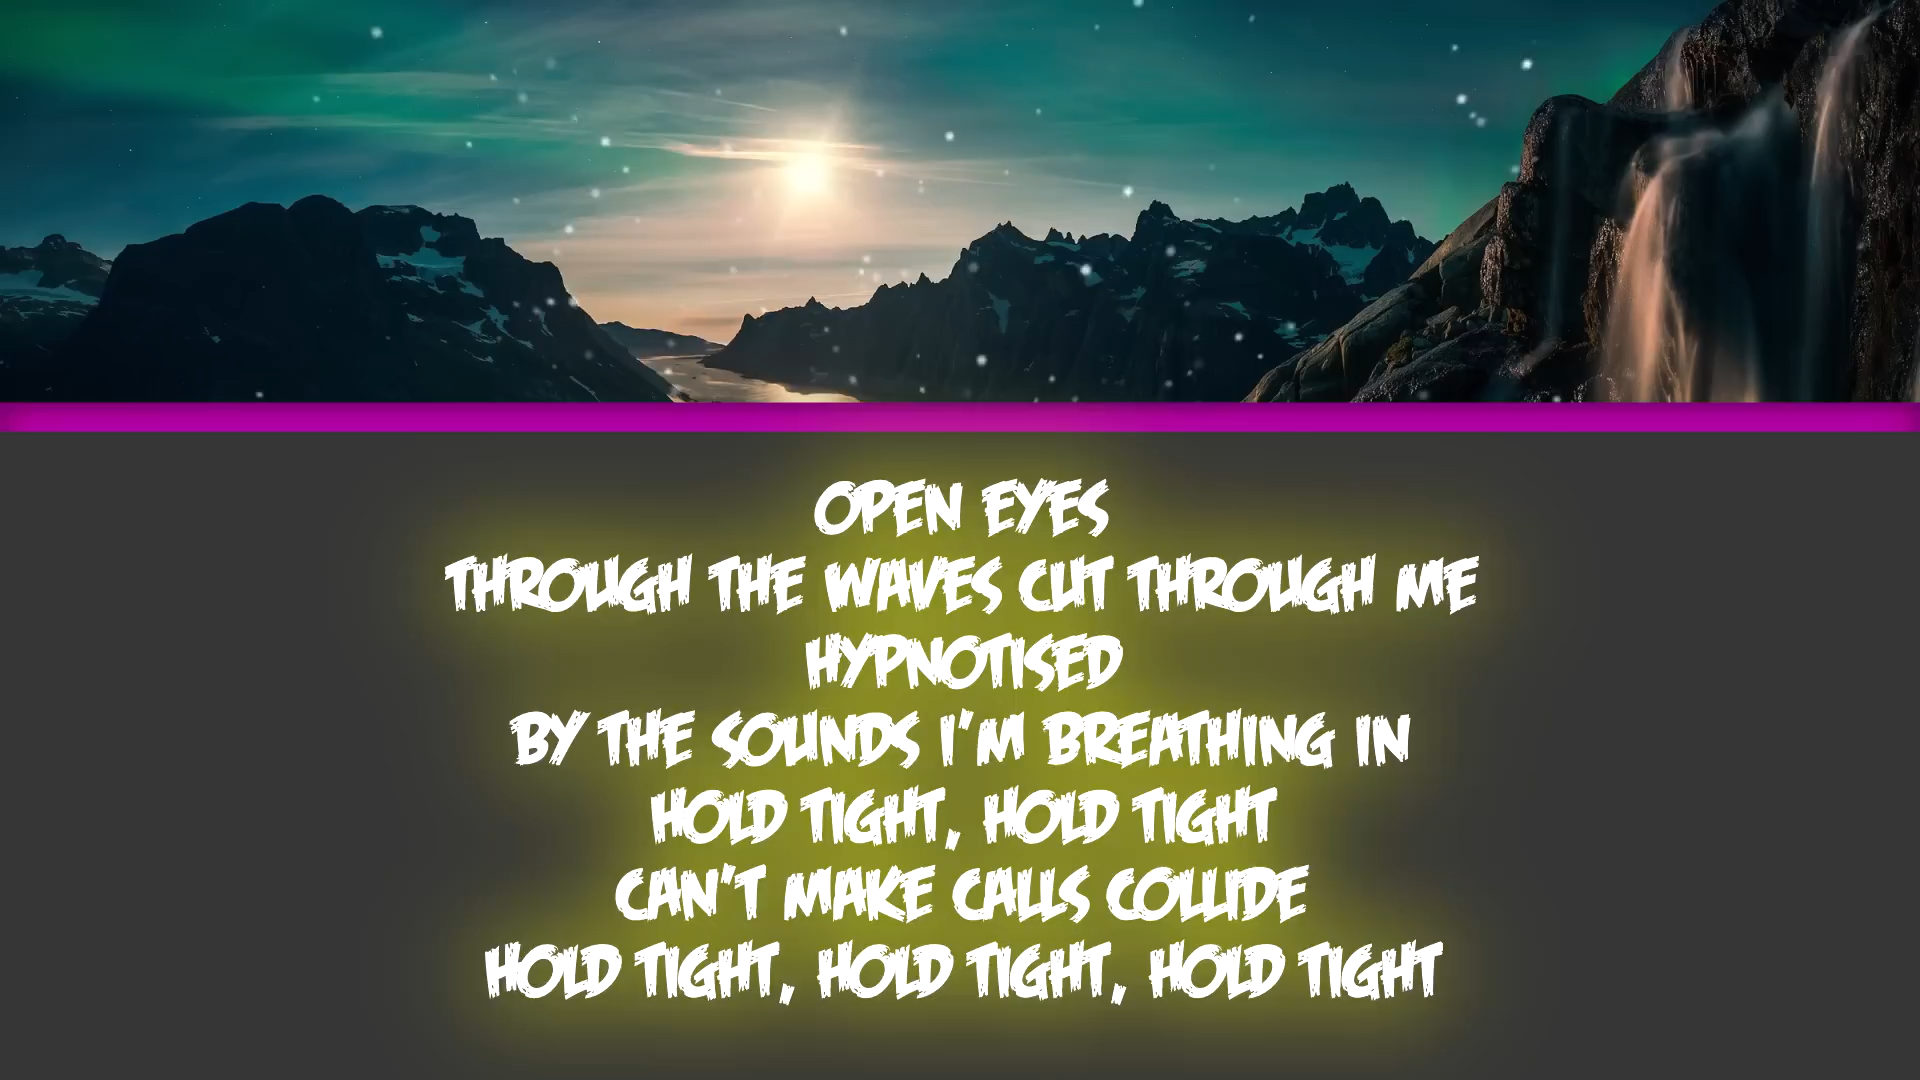 OPEN EYES
THROUGH THE WAVES CUT THROUGH ME
HYPNOTISED
BY THE SOUNDS I'M BREATHING IN
HOLD TIGHT, HOLD TIGHT
CAN'T MAKE CALLS COLLIDE
HOLD TIGHT, HOLD TIGHT, HOLD TIGHT